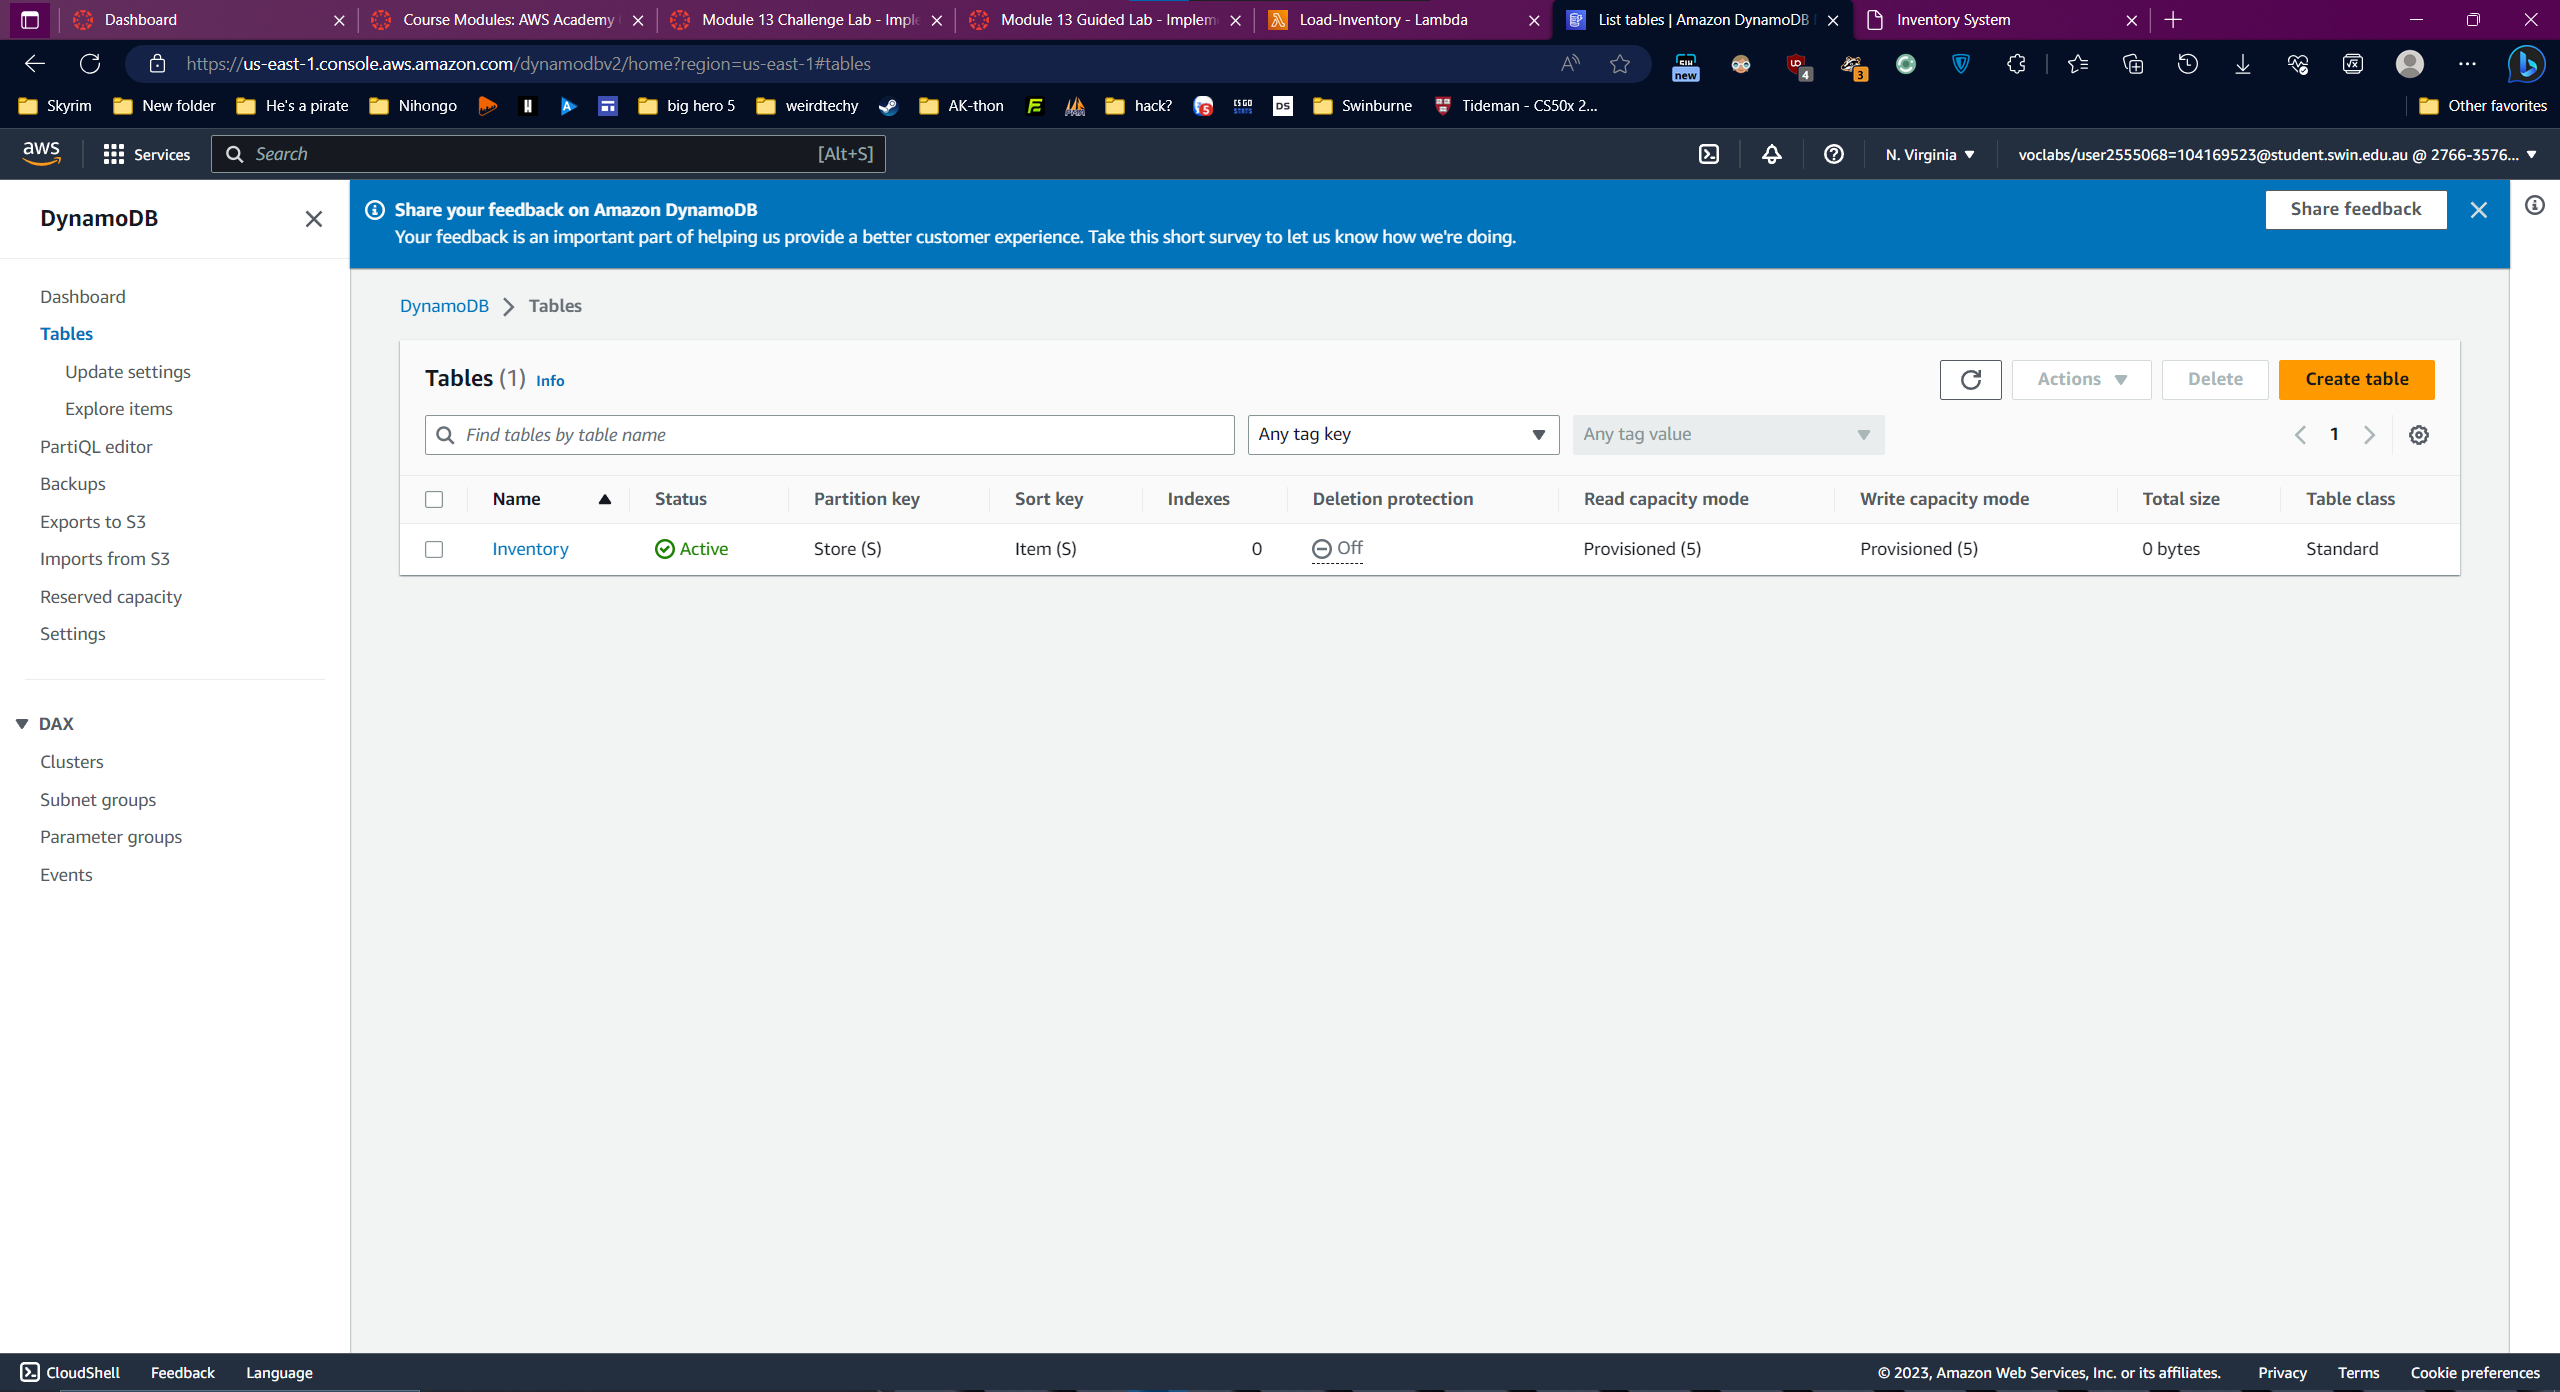 Dashboard
Course Modules: AWS Academy
Module 13 Challenge Lab - Imple
Module 13 Guided Lab - Implem
Load-Inventory - Lambda
List tables | Amazon DynamoDB
Inventory System
https://us-east-1.console.aws.amazon.com/dynamodbv2/home?region=us-east-1#tables
new
4
3
Skyrim
New folder
He's a pirate
Nihongo
big hero 5
weirdtechy
AK-thon
hack?
DS
Swinburne
Tideman - CS50x 2...
Other favorites
aws
Services
Search
[Alt+S]
N. Virginia
voclabs/user2555068=104169523@student.swin.edu.au @ 2766-3576...
DynamoDB
Share your feedback on Amazon DynamoDB
Your feedback is an important part of helping us provide a better customer experience. Take this short survey to let us know how we're doing.
Share feedback
Dashboard
Tables
Update settings
Explore items
PartiQL editor
Backups
Exports to S3
Imports from S3
Reserved capacity
Settings
DAX
Clusters
Subnet groups
Parameter groups
Events
DynamoDB
Tables
Tables (1) Info
Actions
Delete
Create table
Find tables by table name
Any tag key
Any tag value
1
Name Status Partition key Sort key Indexes Deletion protection Read capacity mode Write capacity mode Total size Table class
Inventory Active Store (S) Item (S) 0 Off Provisioned (5) Provisioned (5) 0 bytes Standard
CloudShell
Feedback
Language
© 2023, Amazon Web Services, Inc. or its affiliates.
Privacy
Terms
Cookie preferences